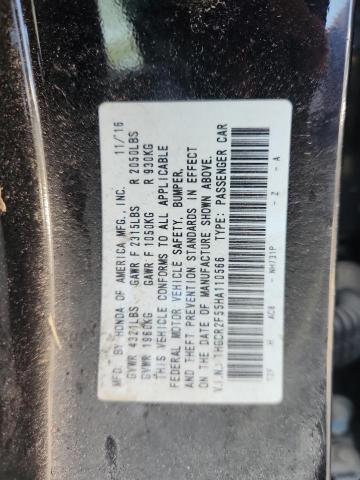 MFD. BY HONDA OF AMERICA MFG., INC. 11/16
GVWR 4321LBS GAWR F 2315LBS R 2050LBS
GVWR 1960KG GAWR F 1050KG R 930KG
THIS VEHICLE CONFORMS TO ALL APPLICABLE
FEDERAL MOTOR VEHICLE SAFETY, BUMPER,
AND THEFT PREVENTION STANDARDS IN EFFECT
ON THE DATE OF MANUFACTURE SHOWN ABOVE.
V.I.N. 1HGCR2F55HA110566 TYPE: PASSENGER CAR
AC8 NH731P - Z - A